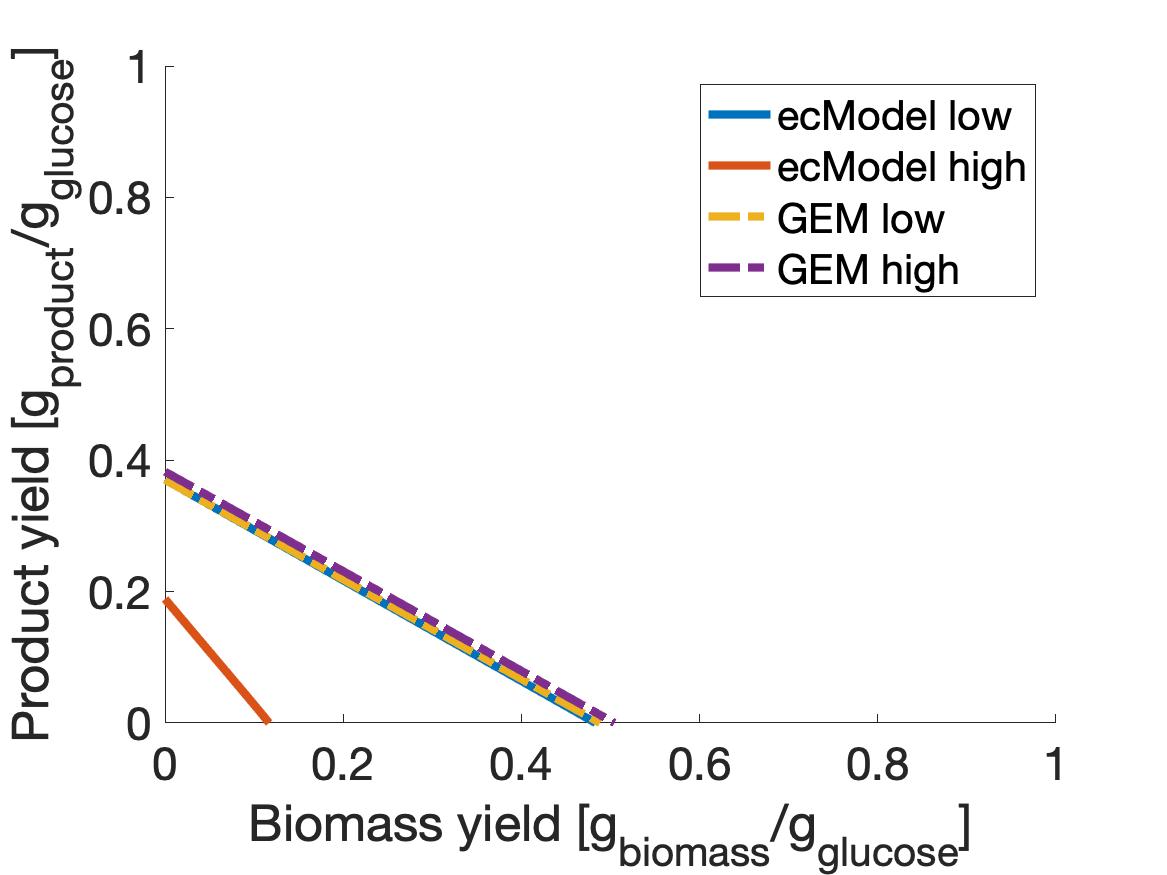 Product yield [gproduct/gglucose]
1
0.8
0.6
0.4
0.2
0
ecModel low
ecModel high
GEM low
GEM high
0 0.2 0.4 0.6 0.8 1
Biomass yield [gbiomass/gglucose]